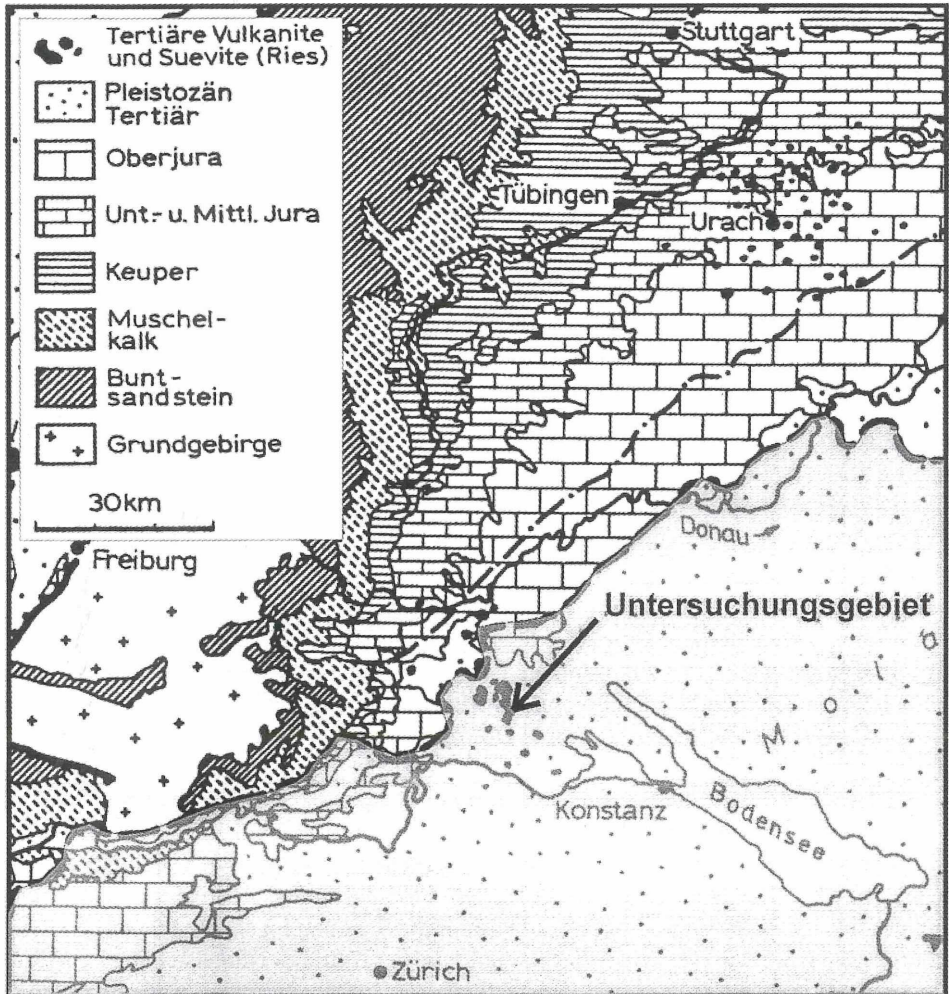 Tertiäre Vulkanite
und Suevite (Ries)
Pleistozän
Tertiär
Oberjura
Unt.- u. Mittl. Jura
Keuper
Muschel-
kalk
Bunt-
sandstein
Grundgebirge
30km
Stuttgart
Tübingen
Urach
Freiburg
Donau
Untersuchungsgebiet
Mola
Bodensee
Konstanz
Zürich